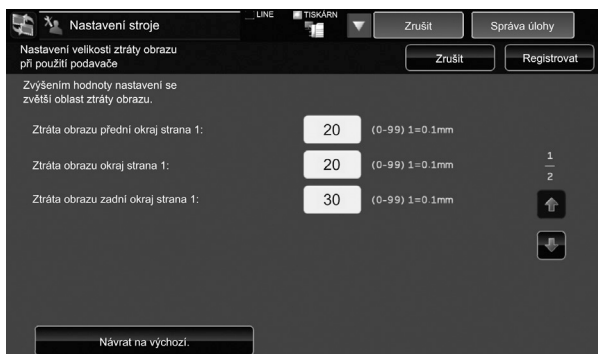 Nastavení stroje
LINE
TISKÁRN
Zrušit
Správa úlohy
Nastavení velikosti ztráty obrazu
při použití podavače
Zrušit
Registrovat
Zvýšením hodnoty nastavení se
zvětší oblast ztráty obrazu.
Ztráta obrazu přední okraj strana 1: 20 (0-99) 1=0.1mm
Ztráta obrazu okraj strana 1: 20 (0-99) 1=0.1mm
Ztráta obrazu zadní okraj strana 1: 30 (0-99) 1=0.1mm
1
2
Návrat na výchozí.